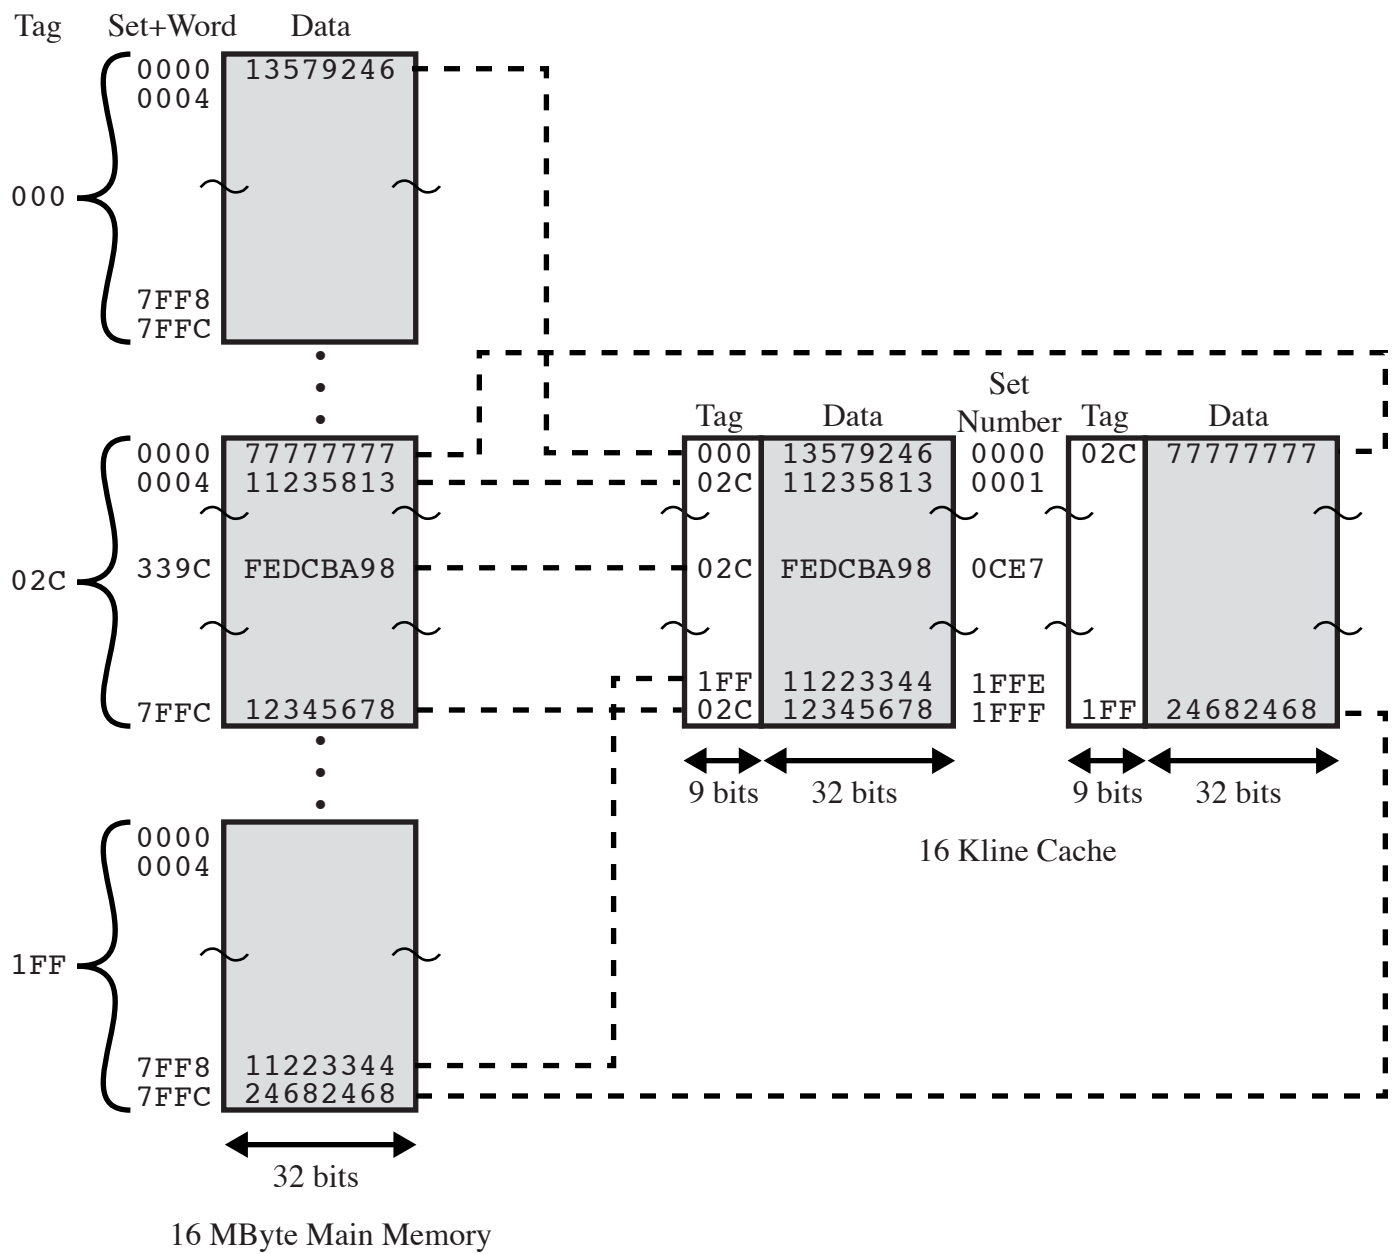 Tag Set+Word Data
0000 13579246
0004
000
7FF8
7FFC
Set
Tag Data Number Tag Data
0000 77777777 000 13579246 0000 02C 77777777
0004 11235813 02C 11235813 0001
339C FEDCBA98 02C FEDCBA98 0CE7
02C
1FF 11223344 1FFE
7FFC 12345678 02C 12345678 1FFF 1FF 24682468
9 bits 32 bits 9 bits 32 bits
0000
0004
16 Kline Cache
1FF
7FF8 11223344
7FFC 24682468
32 bits
16 MByte Main Memory